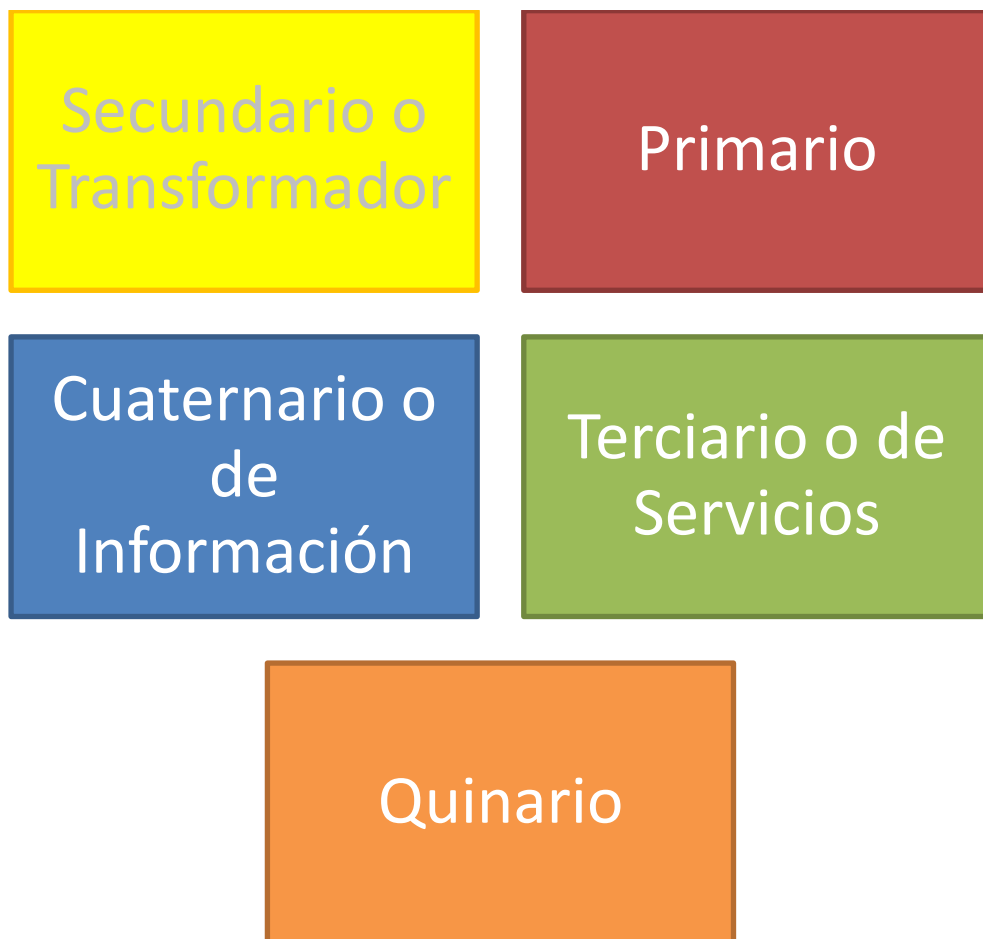 Secundario o
Transformador
Primario
Cuaternario o
de
Información
Terciario o de
Servicios
Quinario